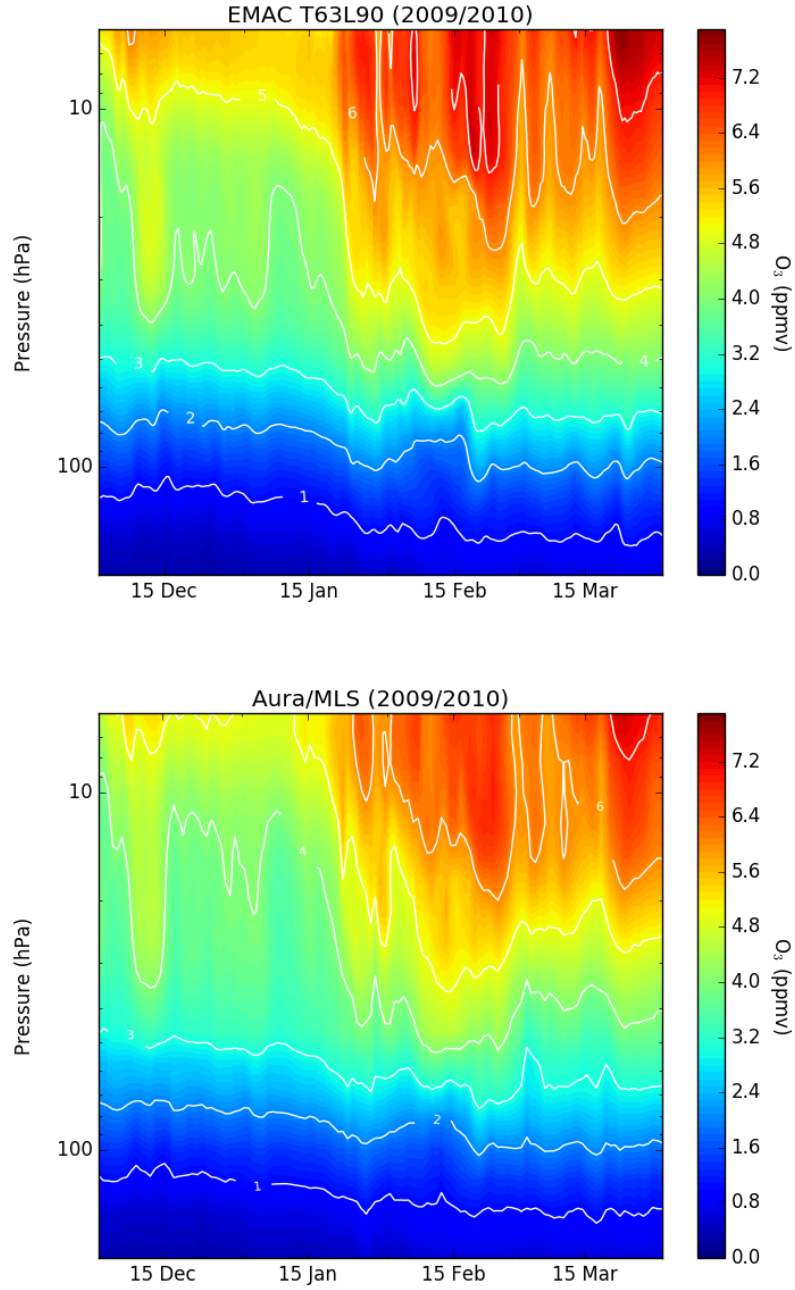 EMAC T63L90 (2009/2010)
10
100
Pressure (hPa)
5
6
3
4
2
1
15 Dec
15 Jan
15 Feb
15 Mar
7.2
6.4
5.6
4.8
4.0
3.2
2.4
1.6
0.8
0.0
O₃ (ppmv)
Aura/MLS (2009/2010)
10
100
Pressure (hPa)
6
4
3
2
1
15 Dec
15 Jan
15 Feb
15 Mar
7.2
6.4
5.6
4.8
4.0
3.2
2.4
1.6
0.8
0.0
O₃ (ppmv)